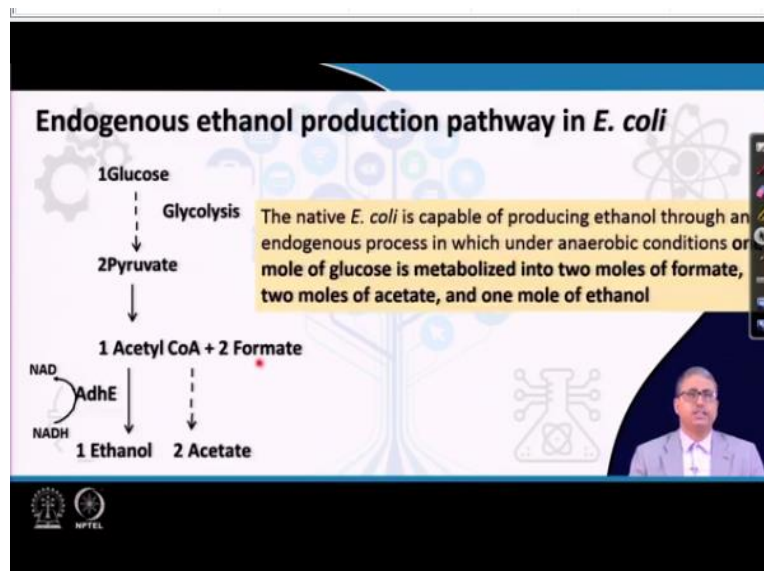 Endogenous ethanol production pathway in E. coli
1Glucose
Glycolysis
2Pyruvate
1 Acetyl CoA + 2 Formate
NAD
AdhE
NADH
1 Ethanol 2 Acetate
The native E. coli is capable of producing ethanol through an
endogenous process in which under anaerobic conditions
mole of glucose is metabolized into two moles of formate,
two moles of acetate, and one mole of ethanol
NPTEL